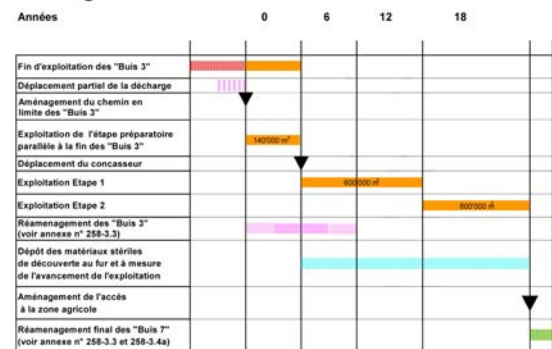 Années 0 6 12 18
Fin d'exploitation des "Buis 3"
Déplacement partiel de la décharge
Aménagement du chemin en
limite des "Buis 3"
Exploitation de l'étape préparatoire
parallèle à la fin des "Buis 3"
140'000 m³
Déplacement du concasseur
Exploitation Etape 1
600'000 m³
Exploitation Etape 2
600'000 m³
Réamenagement des "Buis 3"
(voir annexe n° 258-3.3)
Dépôt des matériaux stériles
de découverte au fur et à mesure
de l'avancement de l'exploitation
Aménagement de l'accès
à la zone agricole
Réamenagement final des "Buis 7"
(voir annexe n° 258-3.3 et 258-3.4a)